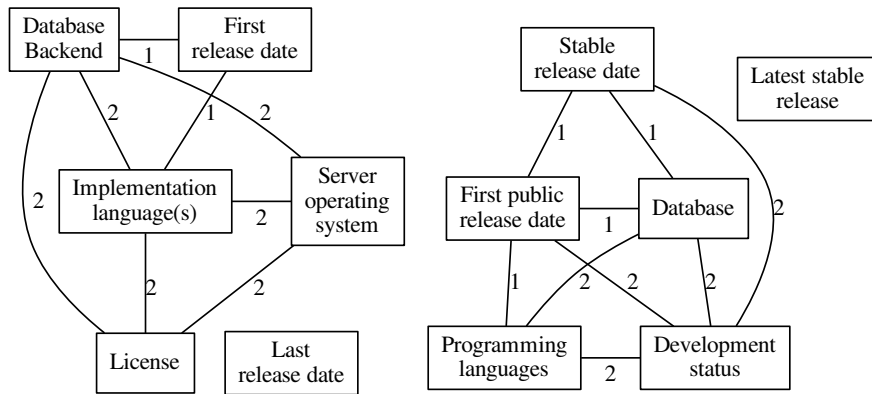 Database
Backend
First
release date
1
2
1
2
Implementation
language(s)
Server
operating
system
2
2
2
2
License
Last
release date
Stable
release date
Latest stable
release
1
1
First public
release date
Database
1
2
1
2
2
2
Programming
languages
Development
status
2